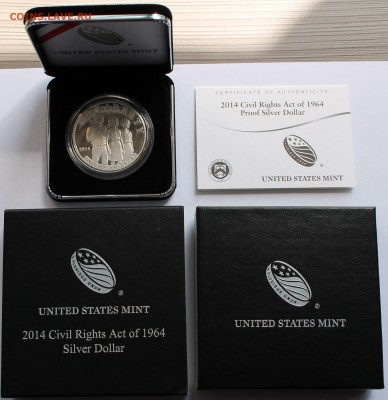 COINS.LAVE.RU
UNITED STATES MINT
2014
CERTIFICATE OF AUTHENTICITY
2014 Civil Rights Act of 1964
Proof Silver Dollar
UNITED STATES MINT
UNITED STATES MINT
2014 Civil Rights Act of 1964
Silver Dollar
UNITED STATES MINT